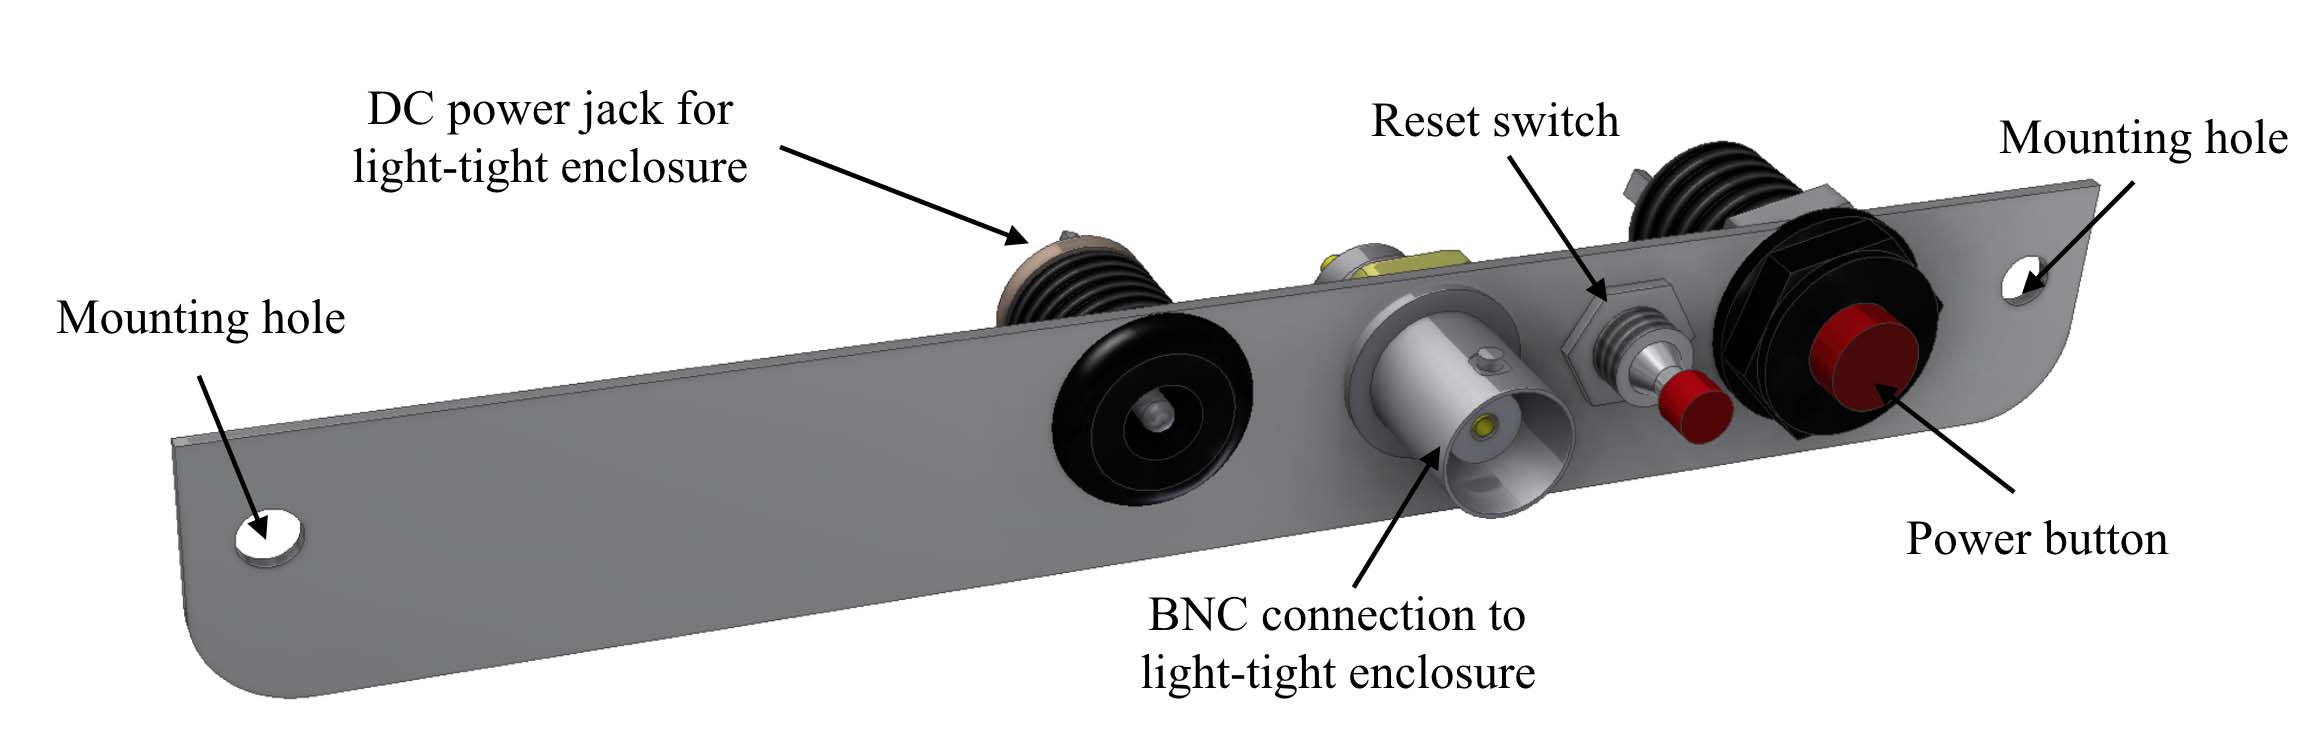 DC power jack for
light-tight enclosure
Reset switch
Mounting hole
Mounting hole
Power button
BNC connection to
light-tight enclosure